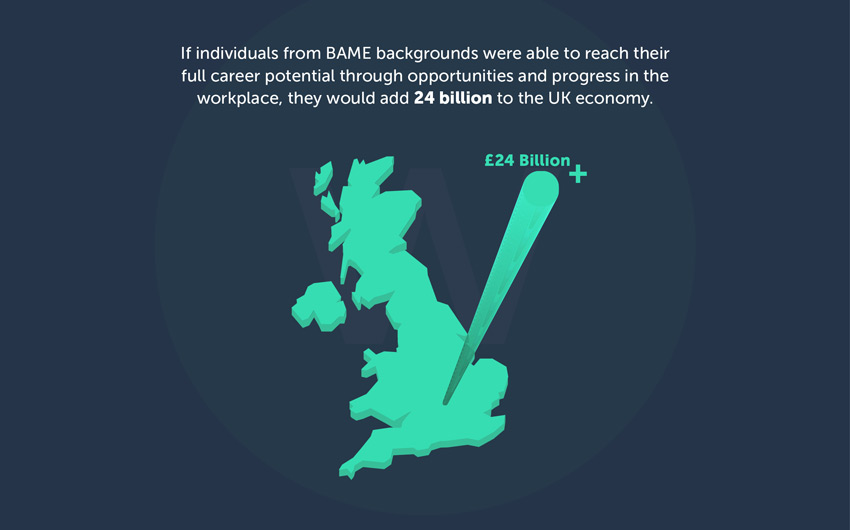 If individuals from BAME backgrounds were able to reach their
full career potential through opportunities and progress in the
workplace, they would add 24 billion to the UK economy.
£24 Billion
+